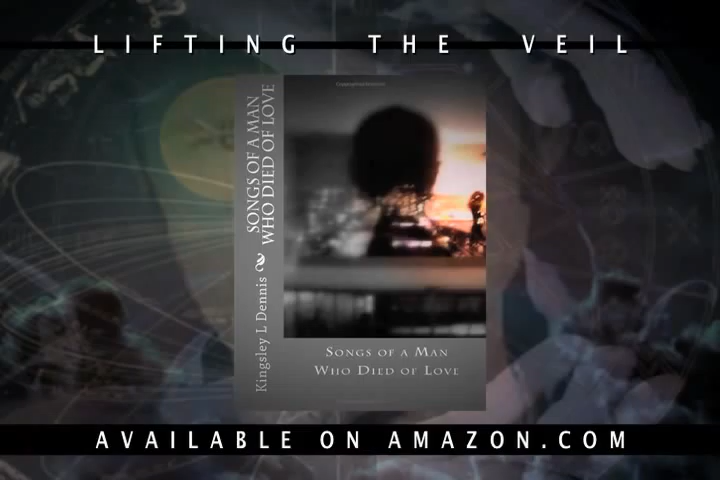 LIFTING THE VEIL
SONGS OF A MAN
WHO DIED OF LOVE
Kingsley L Dennis
SONGS OF A MAN
WHO DIED OF LOVE
AVAILABLE ON AMAZON.COM